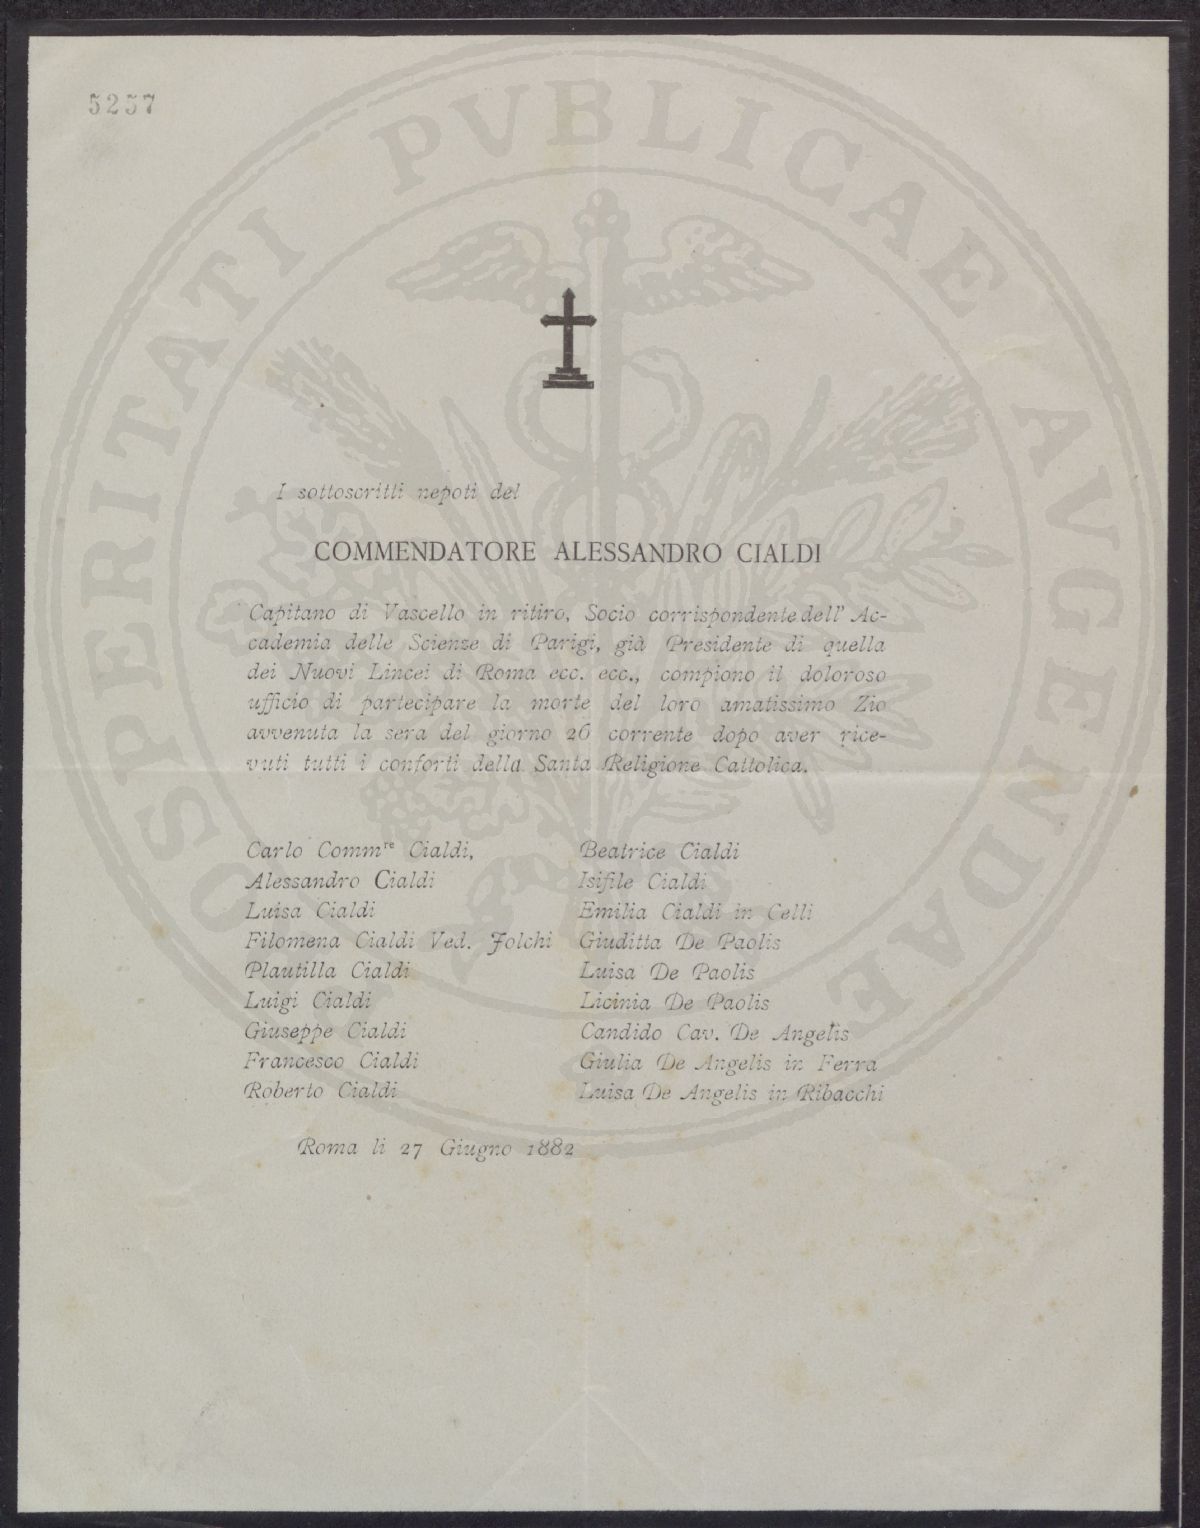 5257
PROSPERITATI PVBLICAE AVGENDAE
I sottoscritti nepoti del
COMMENDATORE ALESSANDRO CIALDI
Capitano di Vascello in ritiro, Socio corrispondente dell' Ac-
cademia delle Scienze di Parigi, già Presidente di quella
dei Nuovi Lincei di Roma ecc. ecc., compiono il doloroso
ufficio di partecipare la morte del loro amatissimo Zio
avvenuta la sera del giorno 26 corrente dopo aver rice-
vuti tutti i conforti della Santa Religione Cattolica.
Carlo Comm.re Cialdi,
Alessandro Cialdi
Luisa Cialdi
Filomena Cialdi Ved. Folchi
Plautilla Cialdi
Luigi Cialdi
Giuseppe Cialdi
Francesco Cialdi
Roberto Cialdi
Beatrice Cialdi
Isifile Cialdi
Emilia Cialdi in Celli
Giuditta De Paolis
Luisa De Paolis
Licinia De Paolis
Candido Cav. De Angelis
Giulia De Angelis in Ferra
Luisa De Angelis in Ribacchi
Roma li 27 Giugno 1882